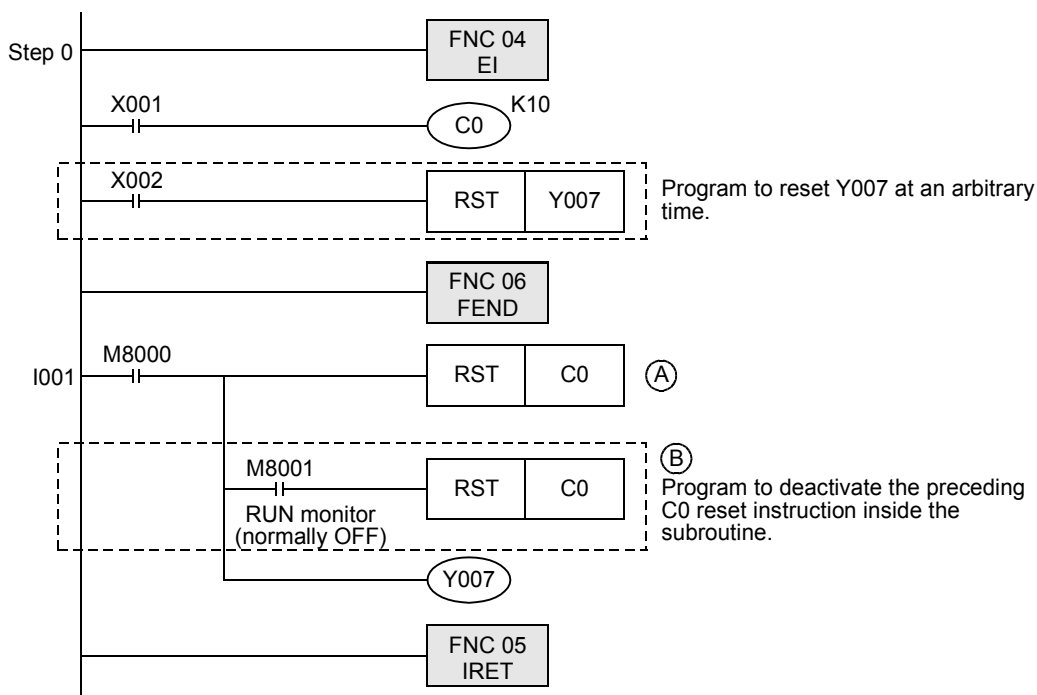 FNC 04
Step 0
EI
X001
K10
C0
X002
RST Y007
Program to reset Y007 at an arbitrary
time.
FNC 06
FEND
M8000
I001
RST C0
A
B
M8001
RST C0
Program to deactivate the preceding
C0 reset instruction inside the
subroutine.
RUN monitor
(normally OFF)
Y007
FNC 05
IRET